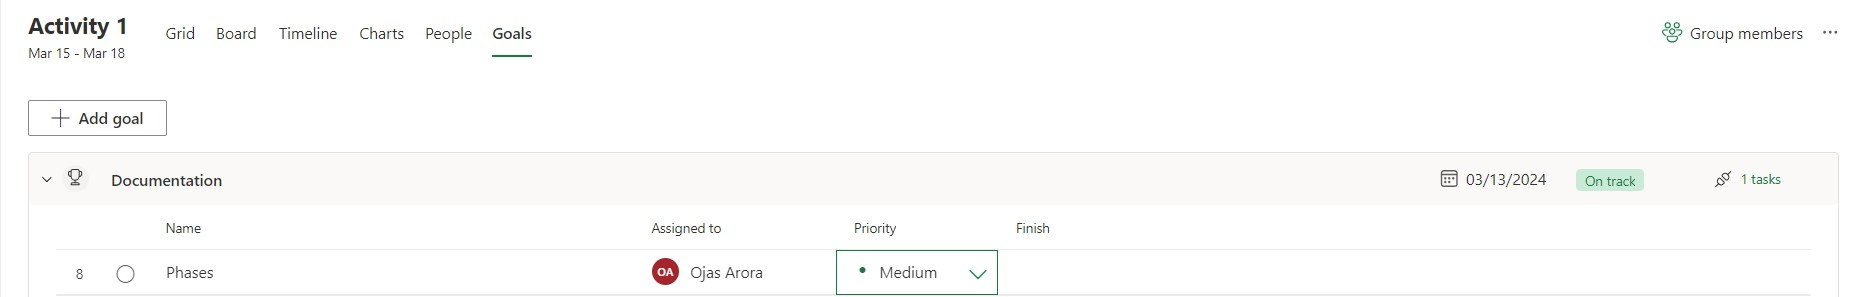 Activity 1
Mar 15 - Mar 18
Grid Board Timeline Charts People Goals
Group members ...
Add goal
Documentation 03/13/2024 On track 1 tasks
Name Assigned to Priority Finish
8 Phases OA Ojas Arora Medium